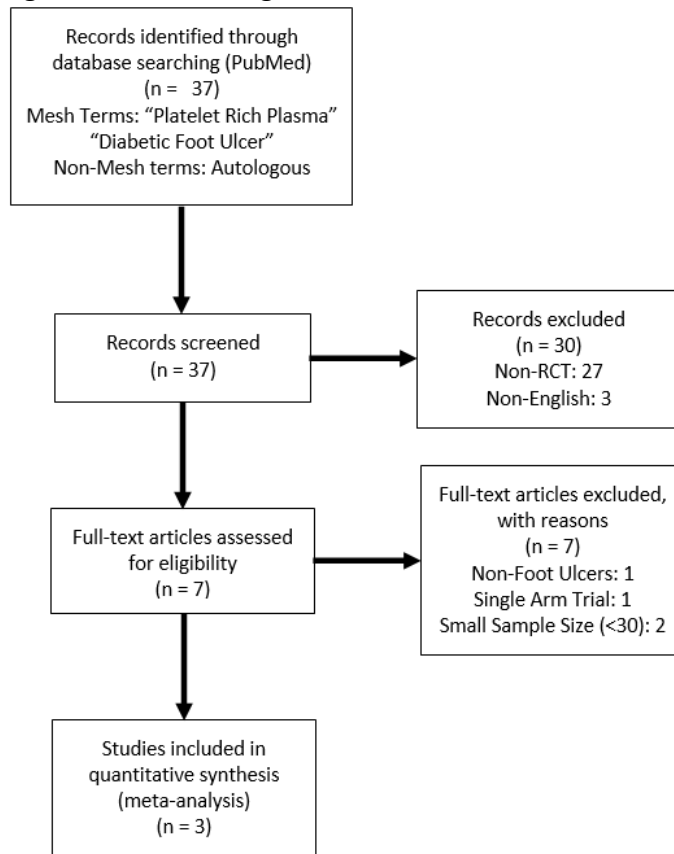 Records identified through
database searching (PubMed)
(n =   37)
Mesh Terms: “Platelet Rich Plasma”
“Diabetic Foot Ulcer”
Non-Mesh terms: Autologous
Records screened
(n = 37)
Records excluded
(n = 30)
Non-RCT: 27
Non-English: 3
Full-text articles assessed
for eligibility
(n = 7)
Full-text articles excluded,
with reasons
(n = 7)
Non-Foot Ulcers: 1
Single Arm Trial: 1
Small Sample Size (<30): 2
Studies included in
quantitative synthesis
(meta-analysis)
(n = 3)